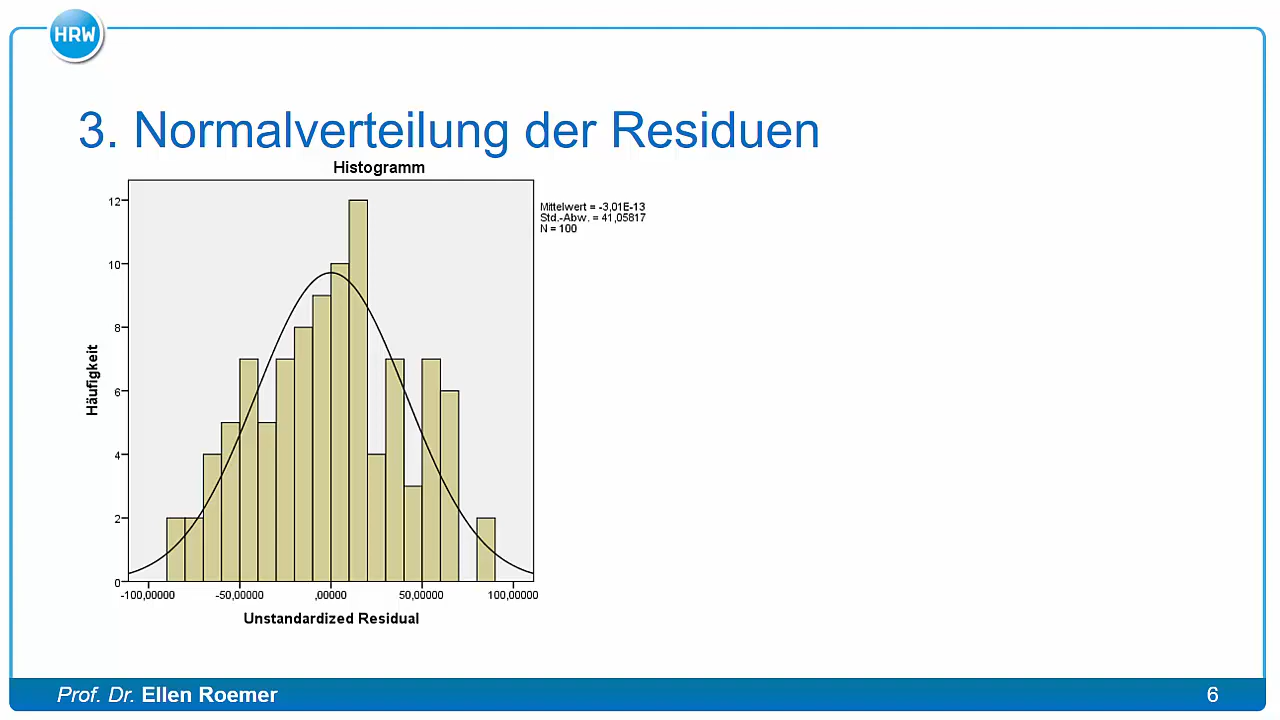 HRW
3. Normalverteilung der Residuen
Histogramm
Mittelwert = -3,01E-13
Std.-Abw. = 41,05817
N = 100
12
10
8
6
4
2
0
Häufigkeit
-100,00000 -50,00000 ,00000 50,00000 100,00000
Unstandardized Residual
Prof. Dr. Ellen Roemer 6